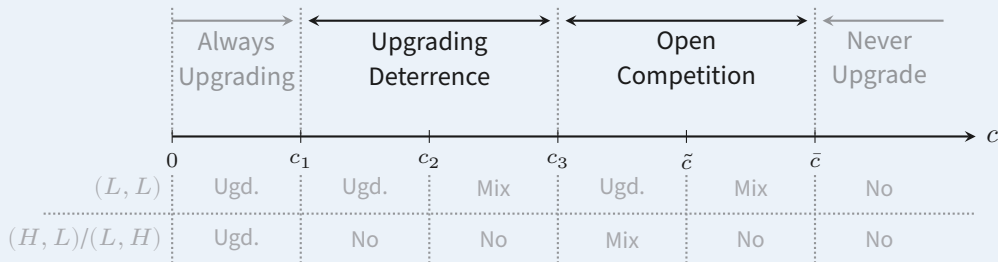 Always Upgrading Open Never
Upgrading Deterrence Competition Upgrade
c
0 c₁ c₂ c₃ c̃ c̄
(L, L) Ugd. Ugd. Mix Ugd. Mix No
(H, L)/(L, H) Ugd. No No Mix No No